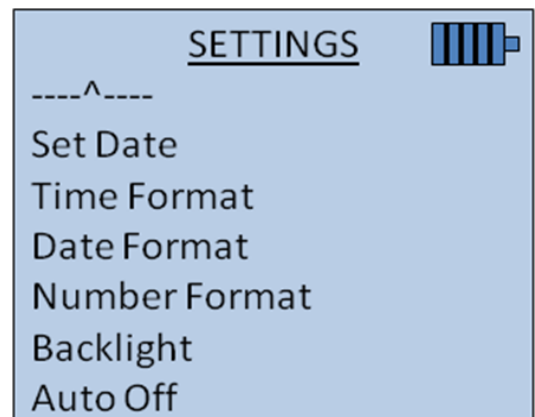 SETTINGS
----^----
Set Date
Time Format
Date Format
Number Format
Backlight
Auto Off